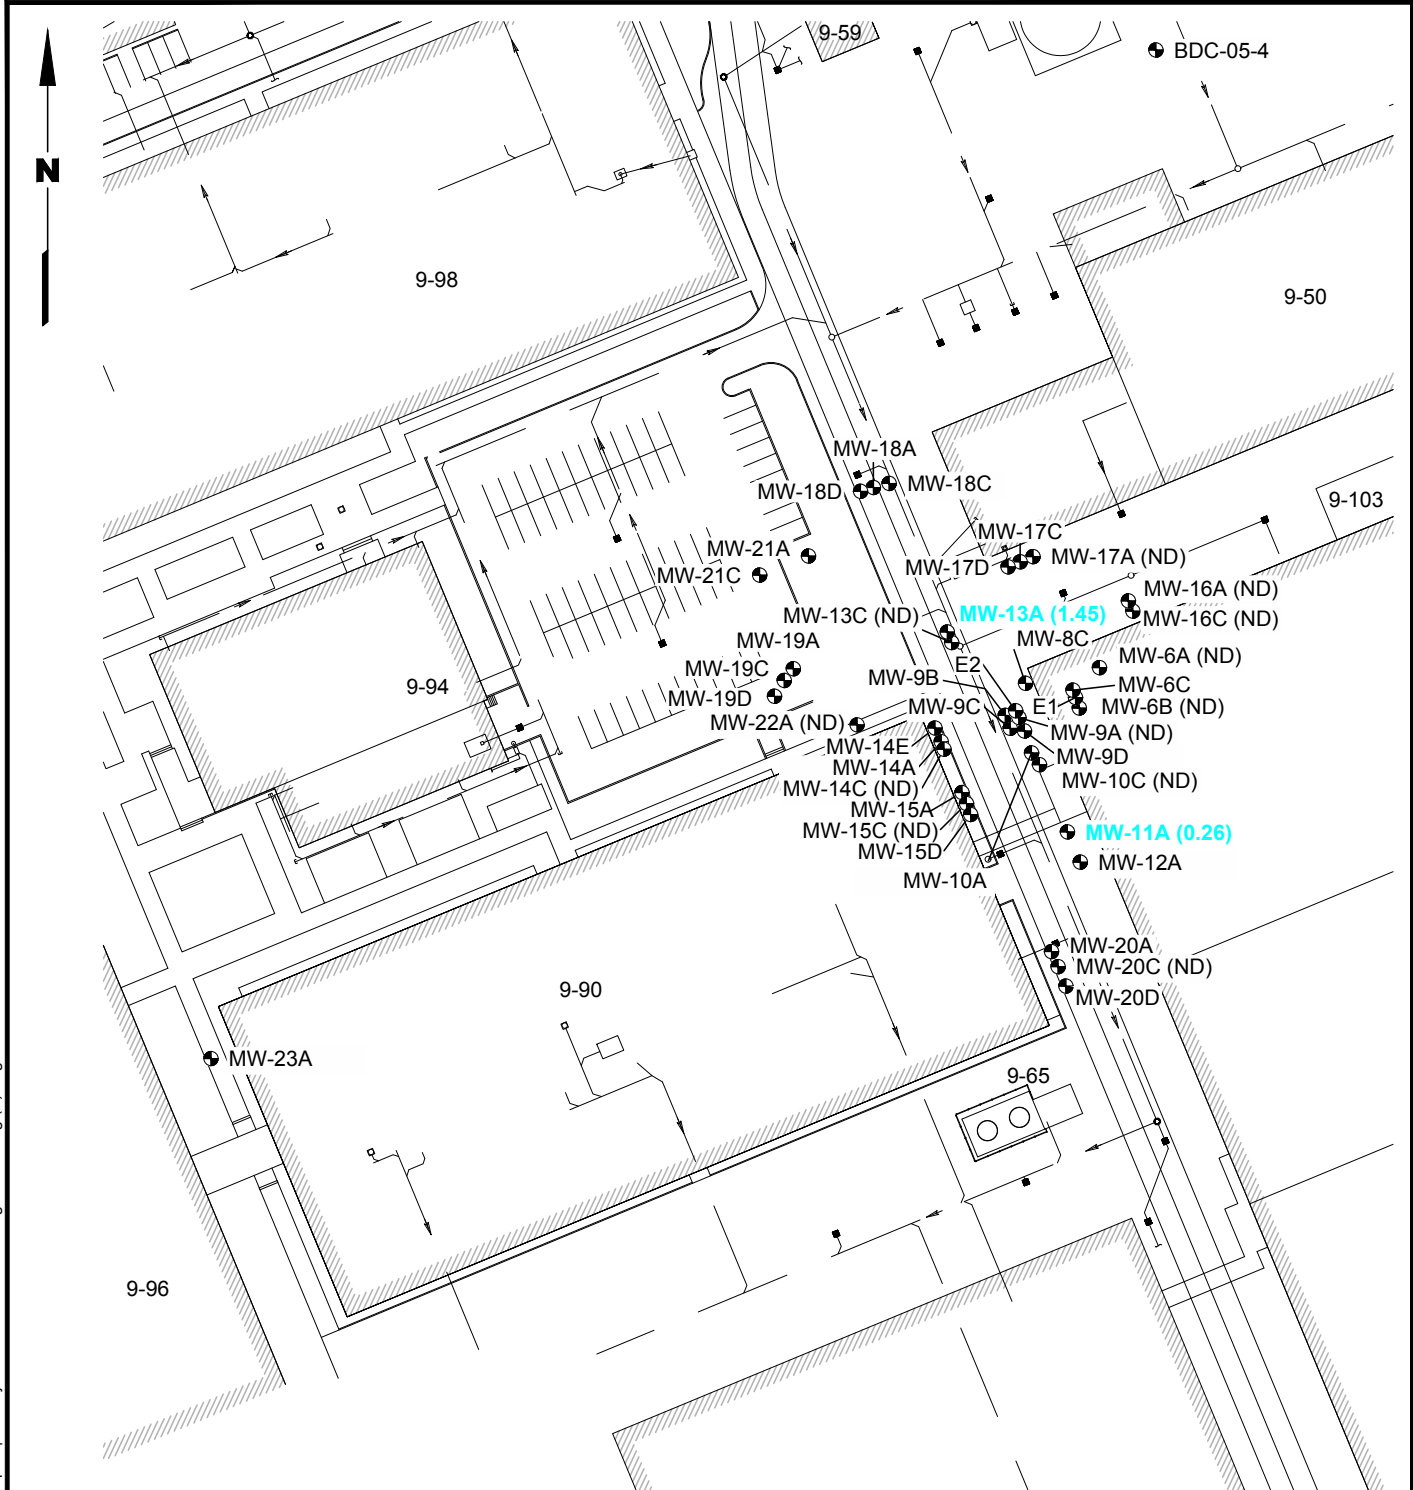 9-59
BDC-05-4
N
9-98
9-50
MW-18A
MW-18D
MW-18C
9-103
MW-17C
MW-21A
MW-17A (ND)
MW-21C
MW-17D
MW-16A (ND)
MW-13C (ND)
MW-13A (1.45)
MW-16C (ND)
MW-19A
MW-8C
MW-6A (ND)
E2
MW-19C
MW-9B
MW-6C
9-94
MW-19D
MW-9C
E1
MW-6B (ND)
MW-22A (ND)
MW-9A (ND)
MW-14E
MW-9D
MW-14A
MW-10C (ND)
MW-14C (ND)
MW-15A
MW-15C (ND)
MW-11A (0.26)
MW-15D
MW-12A
MW-10A
MW-20A
MW-20C (ND)
9-90
MW-20D
MW-23A
9-65
9-96